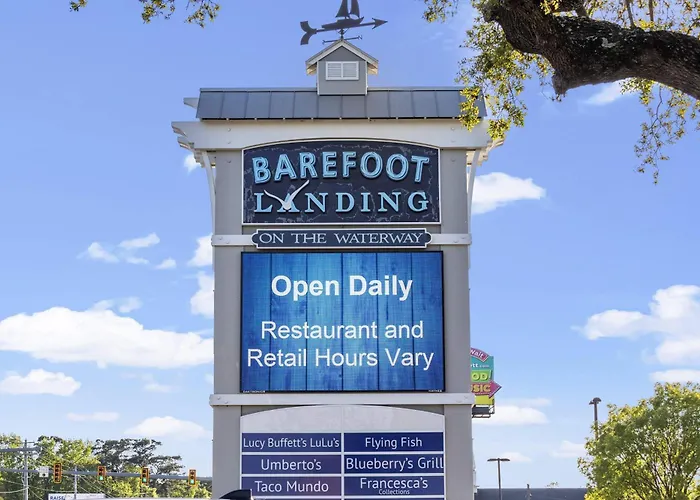 BAREFOOT
LANDING
ON THE WATERWAY
Open Daily
Restaurant and
Retail Hours Vary
Lucy Buffett's LuLu's
Flying Fish
Umberto's
Blueberry's Grill
Taco Mundo
Francesca's
Collections